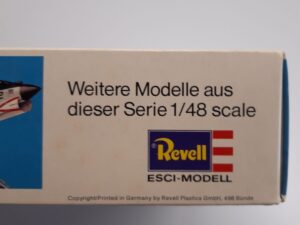 Weitere Modelle aus
dieser Serie 1/48 scale
Revell
ESCI-MODELL
Copyright/Printed in Germany by Revell Plastics GmbH, 498 Bünde